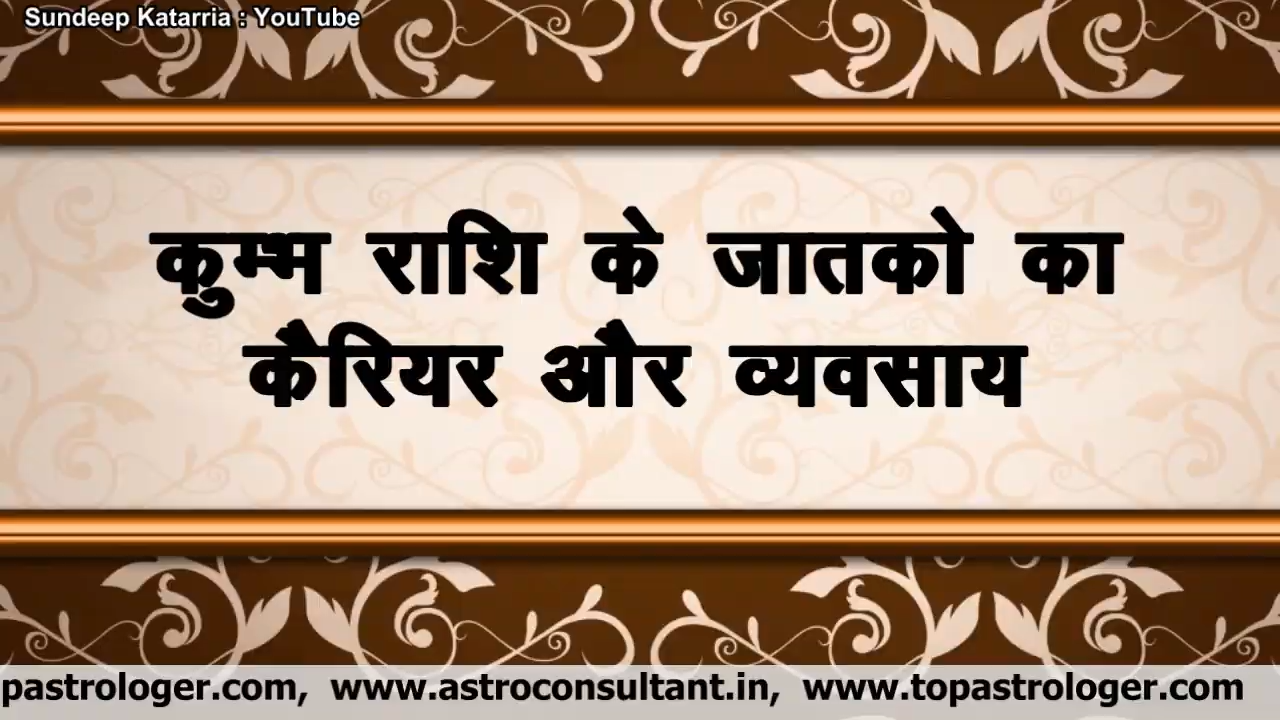 Sundeep Katarria : YouTube
कुम्भ राशि के जातको का
कैरियर और व्यवसाय
pastrologer.com, www.astroconsultant.in, www.topastrologer.com